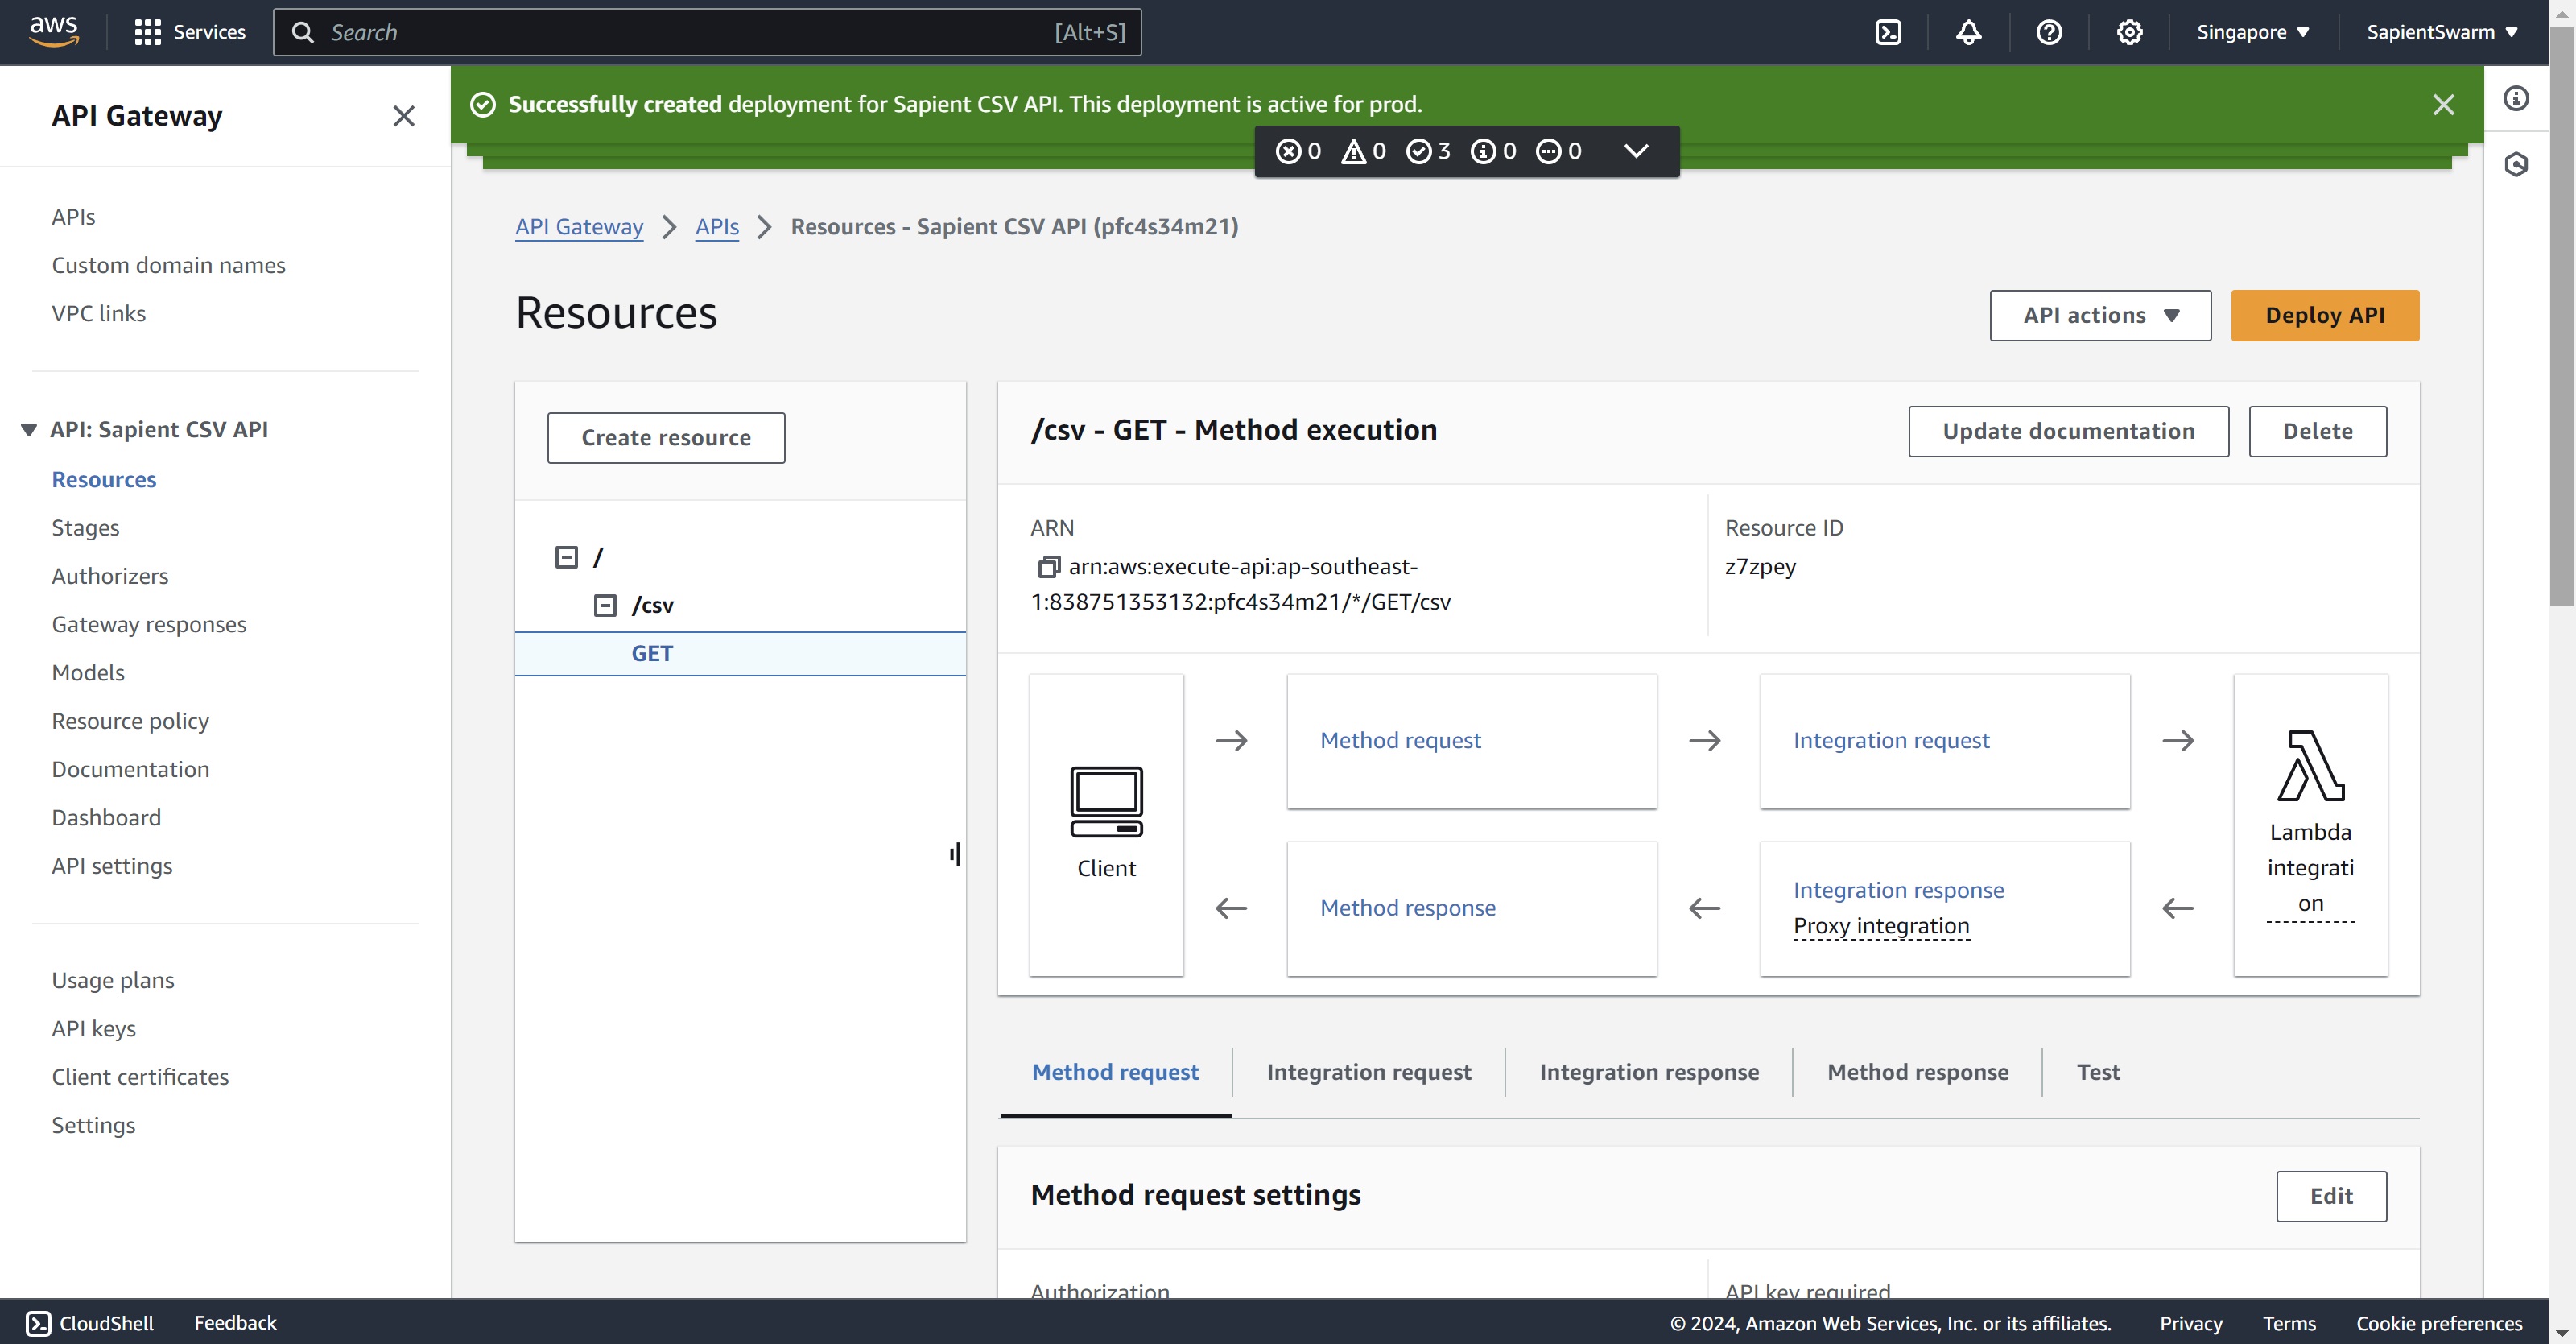 aws
Services
Search
[Alt+S]
Singapore
SapientSwarm
API Gateway
APIs
Custom domain names
VPC links
API: Sapient CSV API
Resources
Stages
Authorizers
Gateway responses
Models
Resource policy
Documentation
Dashboard
API settings
Usage plans
API keys
Client certificates
Settings
Successfully created deployment for Sapient CSV API. This deployment is active for prod.
0 0 3 0 0
API Gateway > APIs > Resources - Sapient CSV API (pfc4s34m21)
Resources
API actions
Deploy API
Create resource
/
/csv
GET
/csv - GET - Method execution
Update documentation
Delete
ARN
arn:aws:execute-api:ap-southeast-
1:838751353132:pfc4s34m21/*/GET/csv
Resource ID
z7zpey
Client
Method request
Integration request
Lambda
integrati
on
Method response
Integration response
Proxy integration
Method request
Integration request
Integration response
Method response
Test
Method request settings
Edit
Authorization
API key required
CloudShell
Feedback
© 2024, Amazon Web Services, Inc. or its affiliates.
Privacy
Terms
Cookie preferences